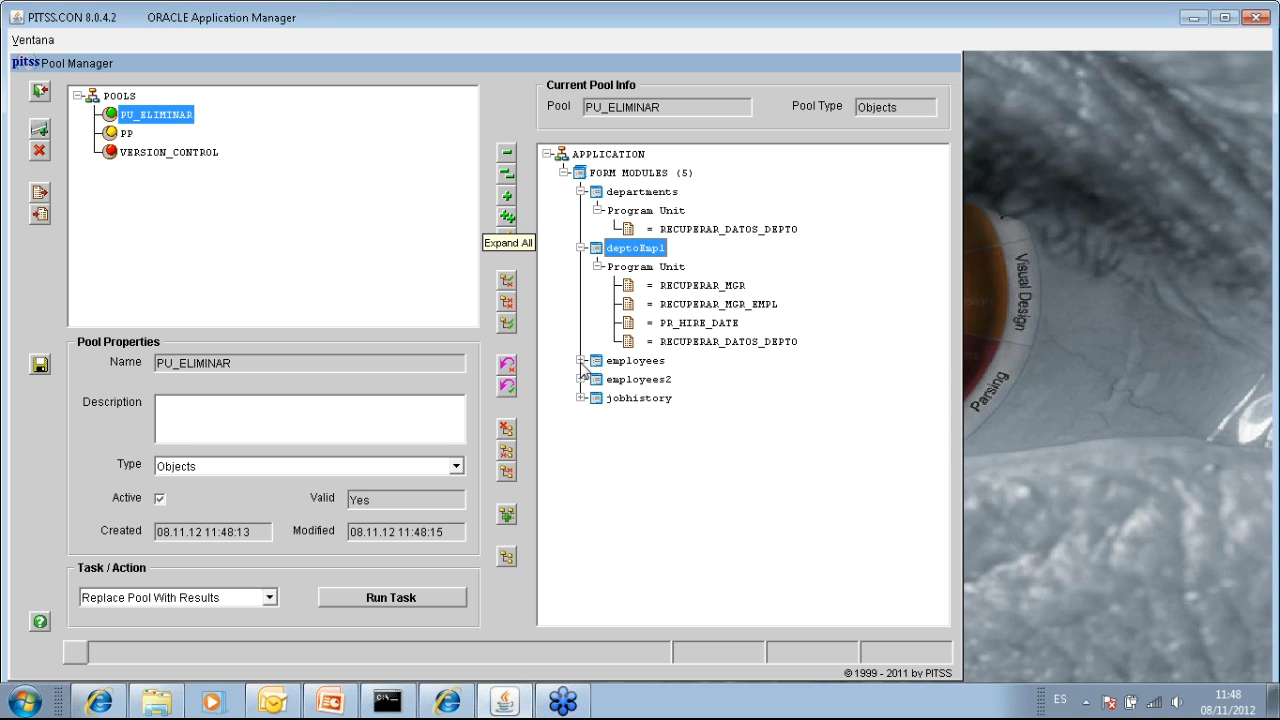 PITSS.CON 8.0.4.2 ORACLE Application Manager
Ventana
pitss Pool Manager
POOLS
PU_ELIMINAR
PP
VERSION_CONTROL
Current Pool Info
Pool PU_ELIMINAR Pool Type Objects
APPLICATION
FORM MODULES (5)
departments
Program Unit
= RECUPERAR_DATOS_DEPTO
Expand All
deptoEmpl
Program Unit
= RECUPERAR_MGR
= RECUPERAR_MGR_EMPL
= PR_HIRE_DATE
= RECUPERAR_DATOS_DEPTO
employees
employees2
jobhistory
Pool Properties
Name PU_ELIMINAR
Description
Type Objects
Active Valid Yes
Created 08.11.12 11:48:13 Modified 08.11.12 11:48:15
Task / Action
Replace Pool With Results Run Task
© 1999 - 2011 by PITSS
Visual Design
Parsing
C:\.
ES 11:48
08/11/2012